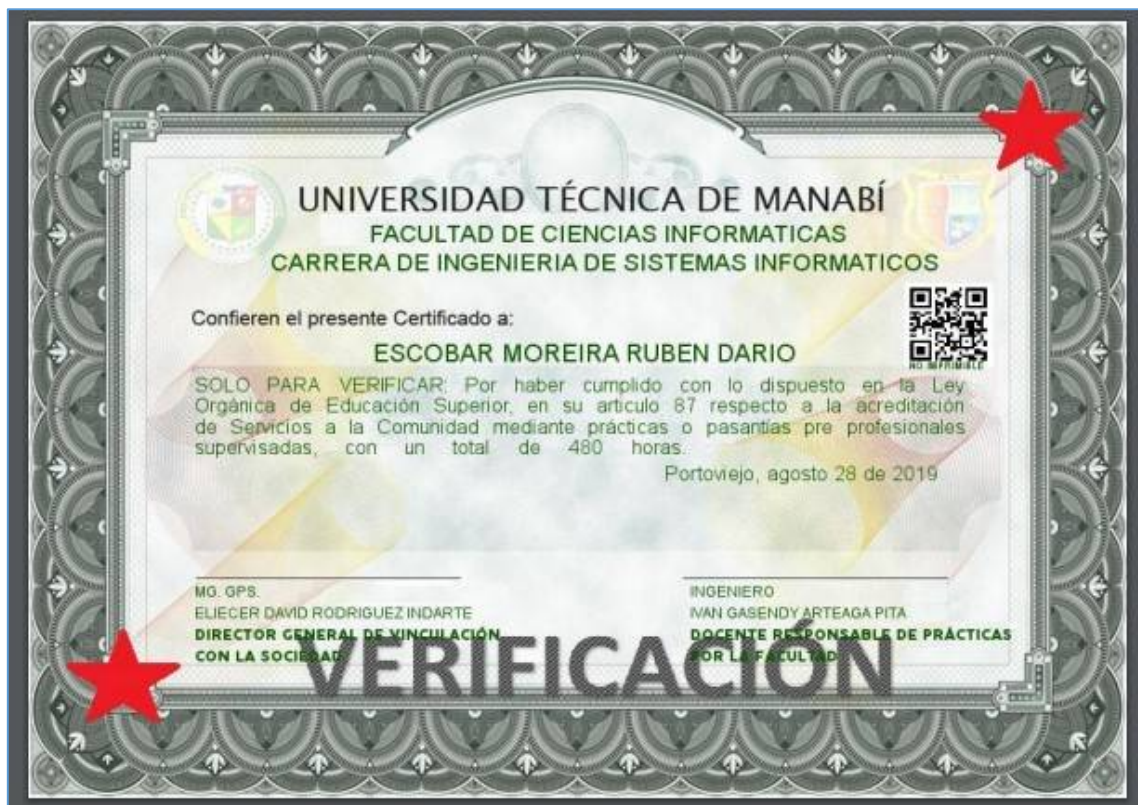 UNIVERSIDAD TÉCNICA DE MANABÍ
FACULTAD DE CIENCIAS INFORMATICAS
CARRERA DE INGENIERIA DE SISTEMAS INFORMATICOS
Confieren el presente Certificado a:
ESCOBAR MOREIRA RUBEN DARIO
NO IMPRIMIBLE
SOLO PARA VERIFICAR: Por haber cumplido con lo dispuesto en la Ley
Orgánica de Educación Superior, en su articulo 87 respecto a la acreditación
de Servicios a la Comunidad mediante prácticas o pasantías pre profesionales
supervisadas, con un total de 480 horas.
Portoviejo, agosto 28 de 2019
MG. GPS.
ELIECER DAVID RODRIGUEZ INDARTE
DIRECTOR GENERAL DE VINCULACIÓN
CON LA SOCIEDAD
INGENIERO
IVAN GASENDY ARTEAGA PITA
DOCENTE RESPONSABLE DE PRÁCTICAS
POR LA FACULTAD
VERIFICACIÓN